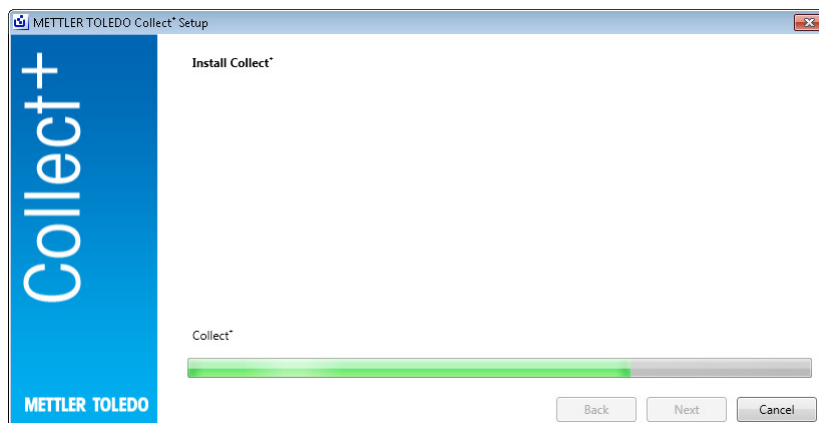 METTLER TOLEDO Collect⁺ Setup
Collect+
Install Collect⁺
Collect⁺
METTLER TOLEDO
Back
Next
Cancel